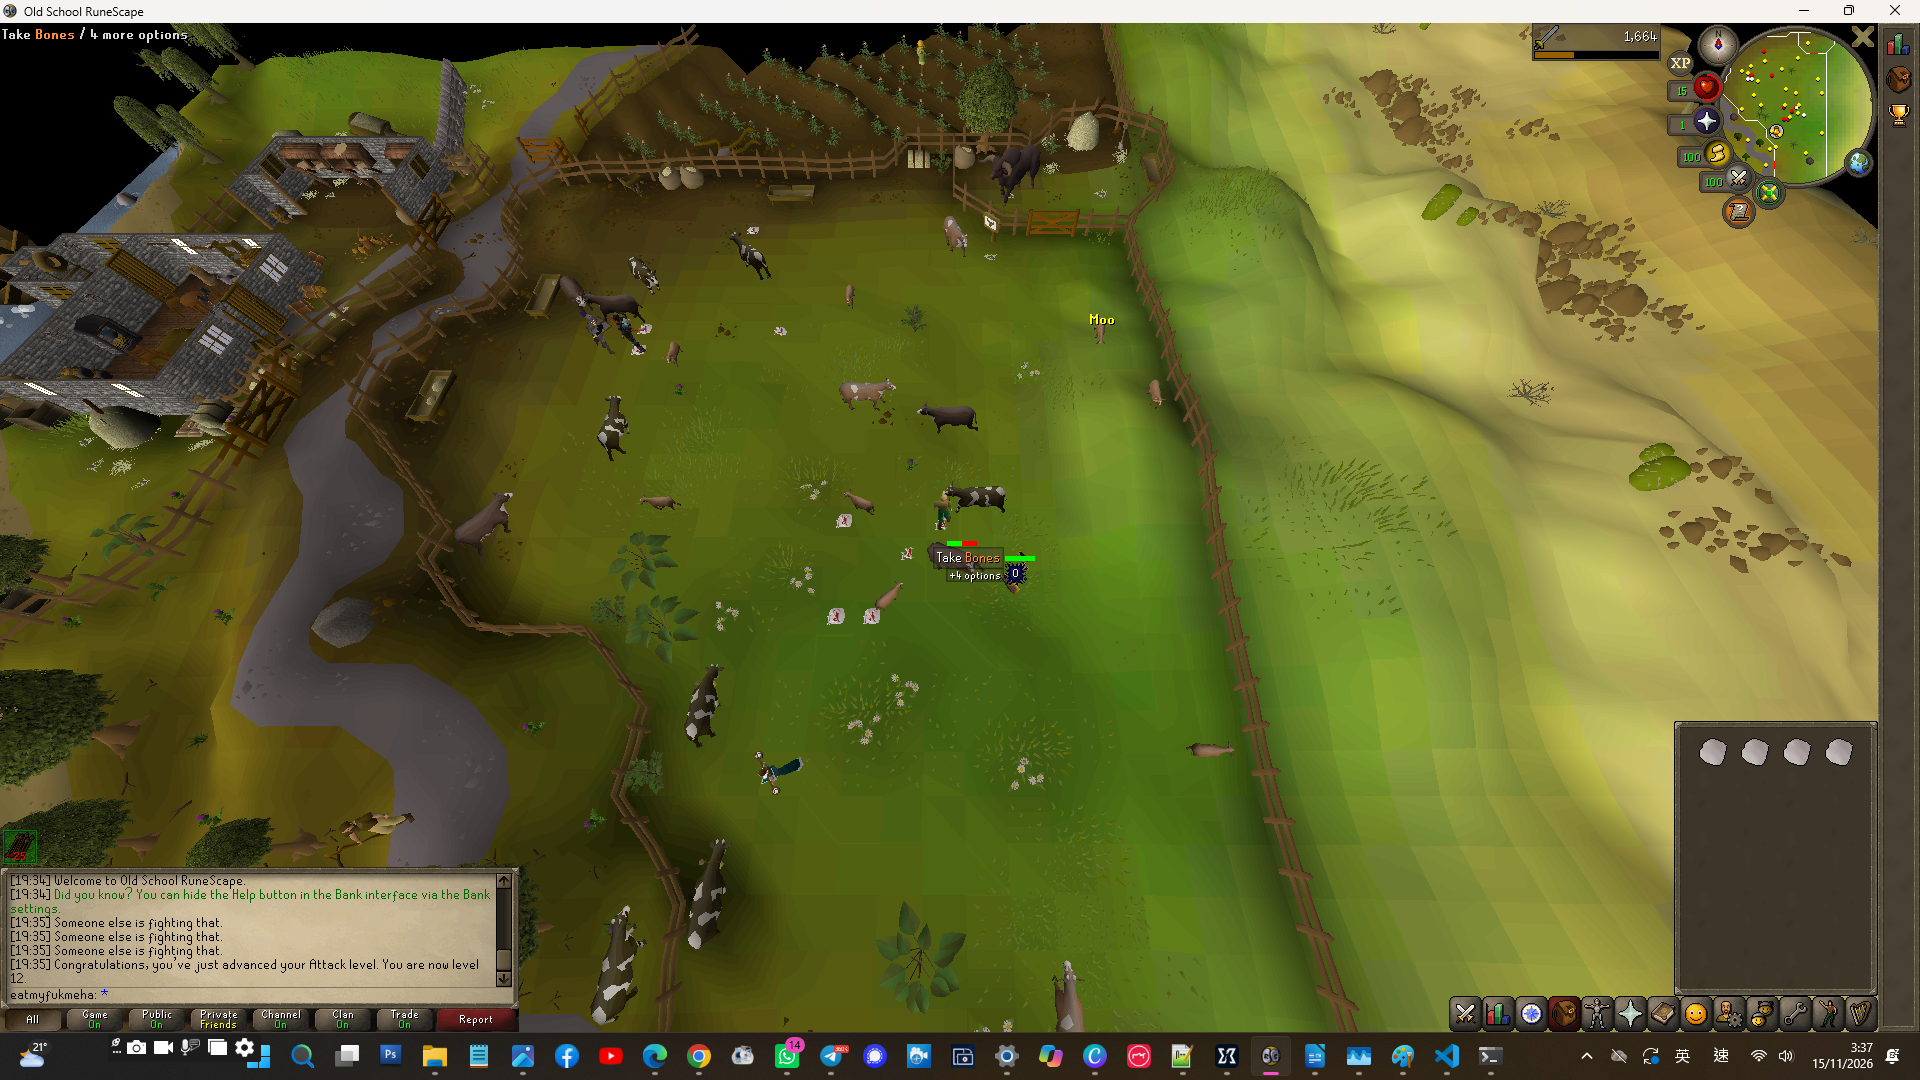 Old School RuneScape
Take Bones / 4 more options
1,664
XP
N
15
1
100
100
Moo
Take Bones
+4 options
0
~25
[19:34] Welcome to Old School RuneScape.
[19:34] Did you know? You can hide the Help button in the Bank interface via the Bank
settings.
[19:35] Someone else is fighting that.
[19:35] Someone else is fighting that.
[19:35] Someone else is fighting that.
[19:35] Congratulations, you've just advanced your Attack level. You are now level
12.
eatmyfukmeha: *
All
Game
On
Public
On
Private
Friends
Channel
On
Clan
On
Trade
On
Report
21°
Ps
14
英
速
3:37
15/11/2026